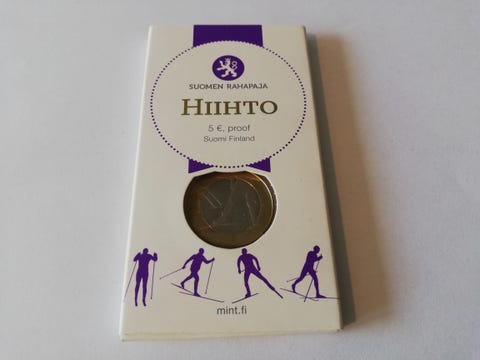 SUOMEN RAHAPAJA
HIIHTO
5 €, proof
Suomi Finland
mint.fi